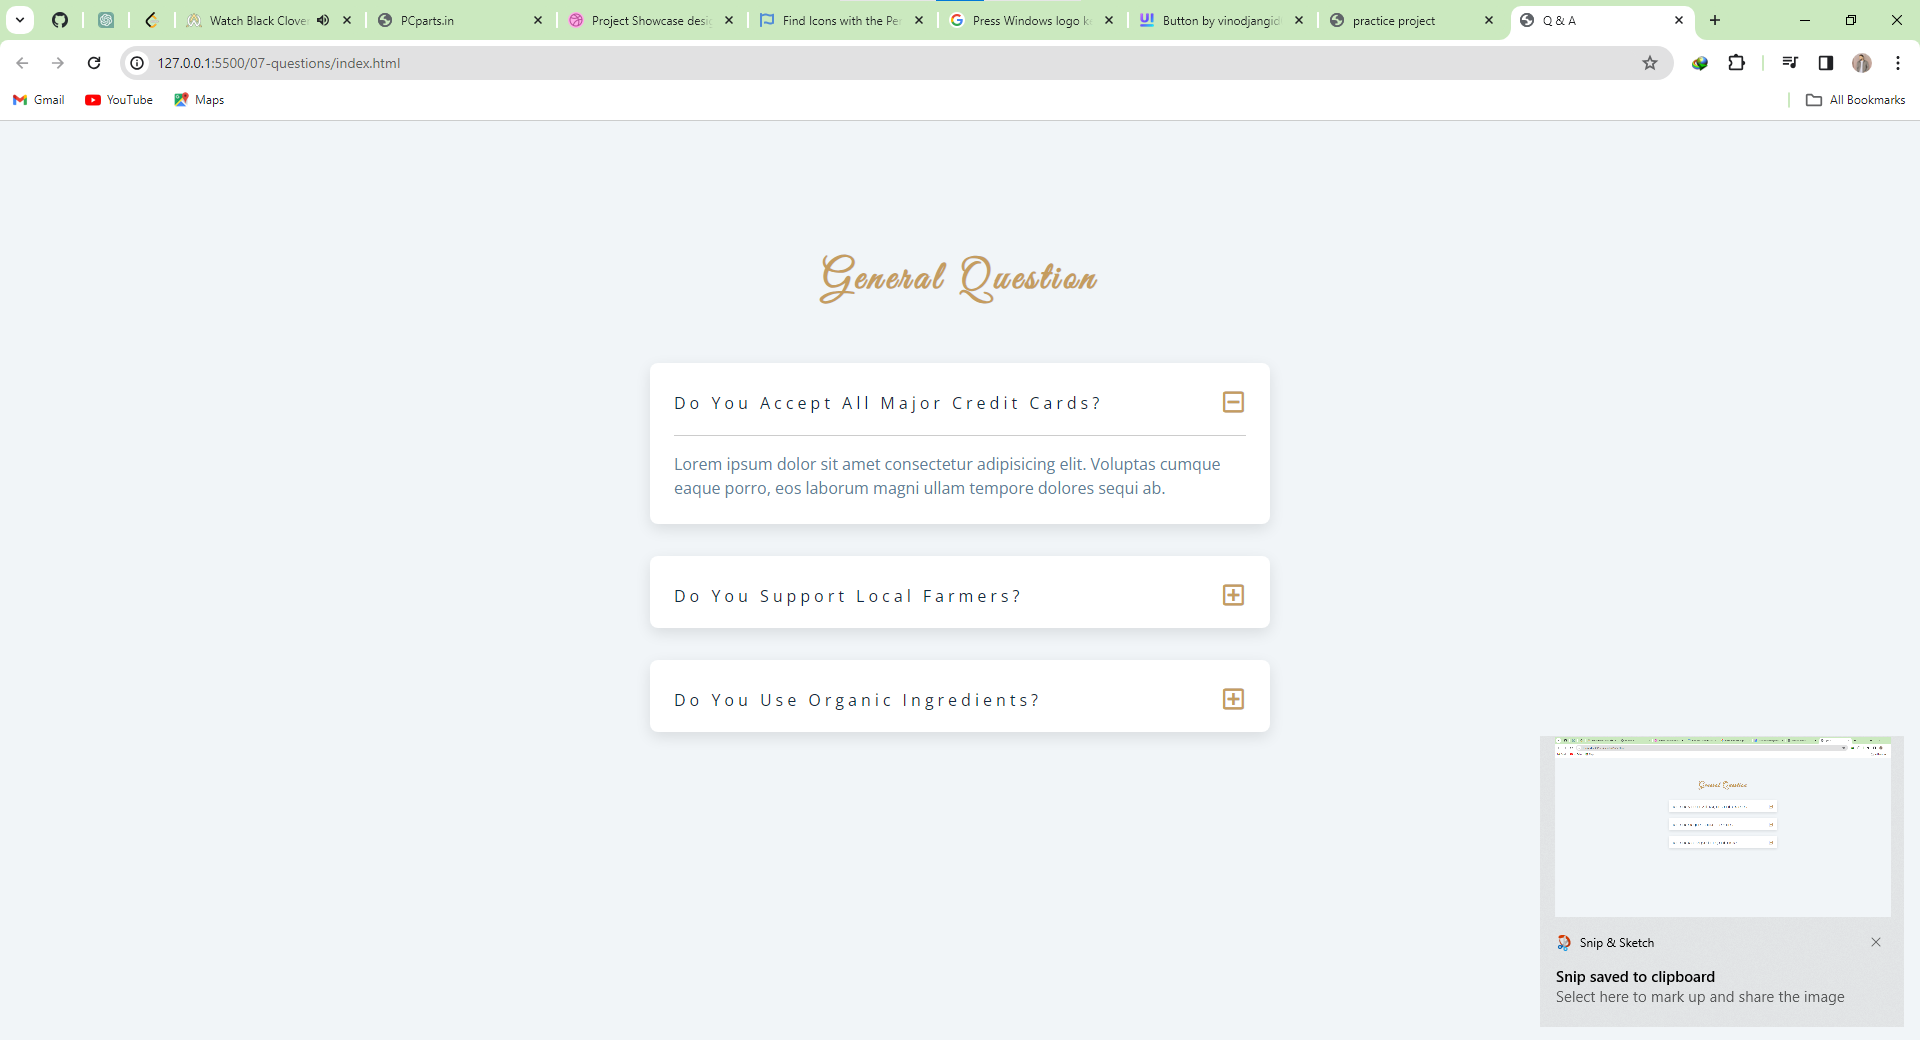 Watch Black Clover
PCparts.in
Project Showcase desi
Find Icons with the Per
Press Windows logo k
Button by vinodjangid
practice project
Q & A
127.0.0.1:5500/07-questions/index.html
Gmail
YouTube
Maps
All Bookmarks
General Question
Do You Accept All Major Credit Cards?
Lorem ipsum dolor sit amet consectetur adipisicing elit. Voluptas cumque
eaque porro, eos laborum magni ullam tempore dolores sequi ab.
Do You Support Local Farmers?
Do You Use Organic Ingredients?
General Question
Snip & Sketch
Snip saved to clipboard
Select here to mark up and share the image